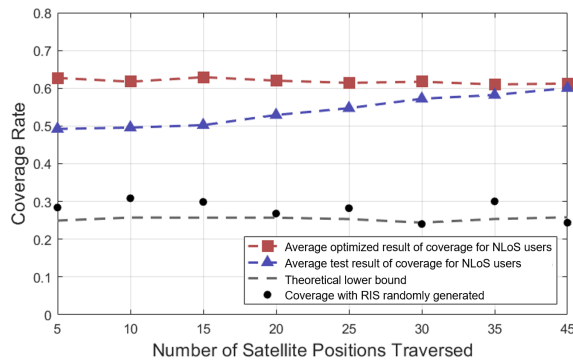 0.8
0.7
0.6
0.5
0.4
0.3
0.2
0.1
0
Coverage Rate
Average optimized result of coverage for NLoS users
Average test result of coverage for NLoS users
Theoretical lower bound
Coverage with RIS randomly generated
5 10 15 20 25 30 35 40 45
Number of Satellite Positions Traversed